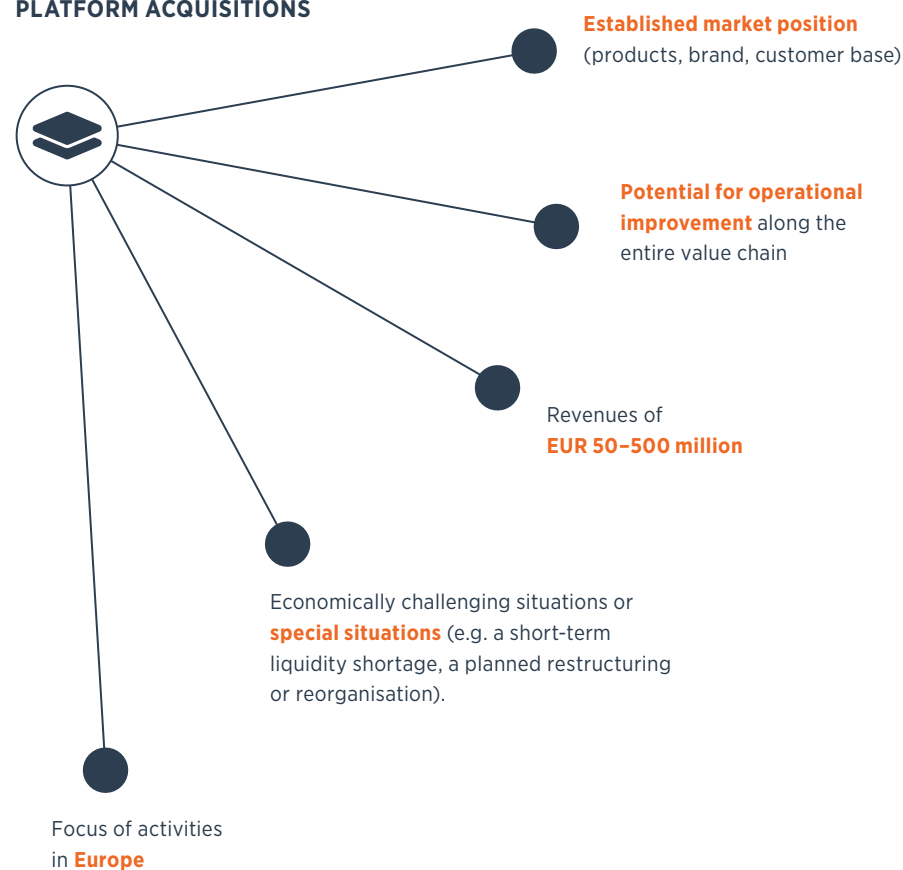 PLATFORM ACQUISITIONS
Established market position
(products, brand, customer base)
Potential for operational
improvement along the
entire value chain
Revenues of
EUR 50–500 million
Economically challenging situations or
special situations (e.g. a short-term
liquidity shortage, a planned restructuring
or reorganisation).
Focus of activities
in Europe